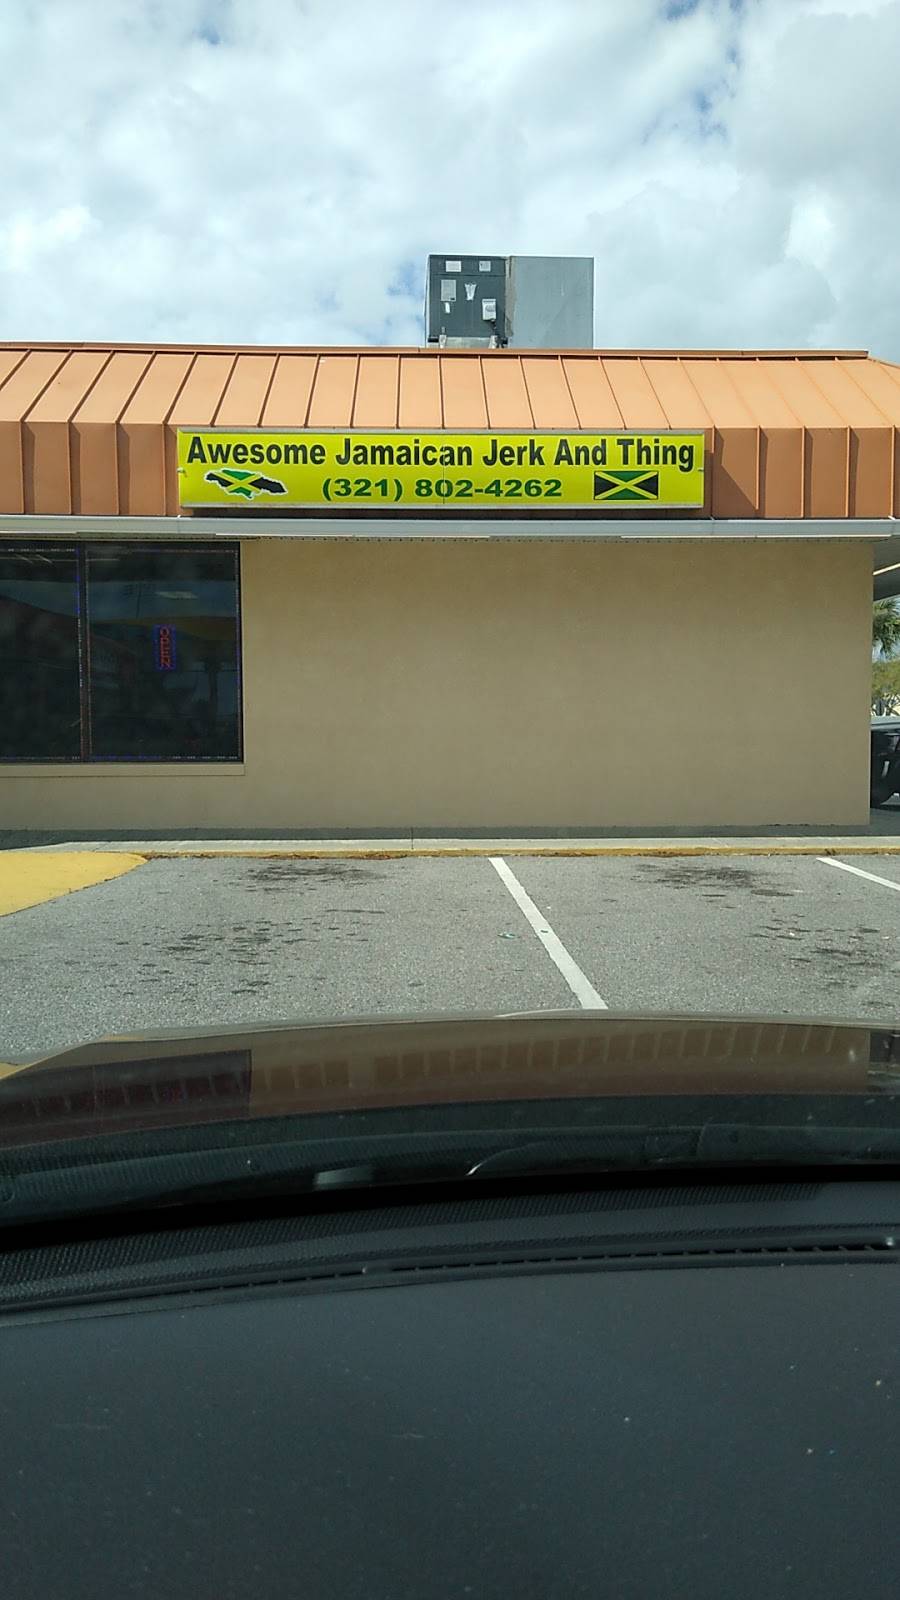 Awesome Jamaican Jerk And Thing
(321) 802-4262
OPEN